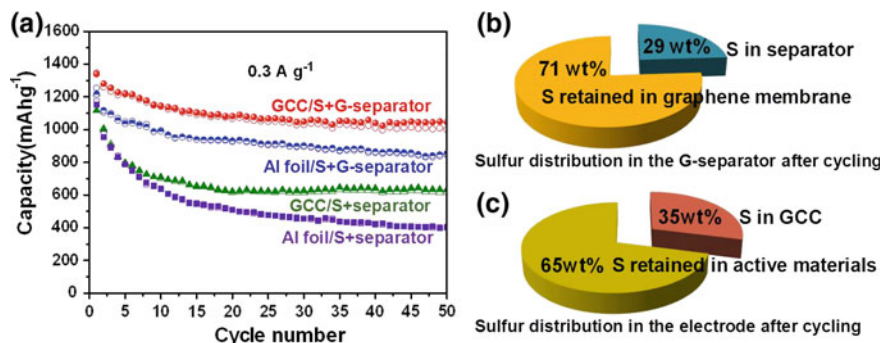 (a)
1600
1400
1200
1000
800
600
400
200
0
Capacity(mAhg⁻¹)
0.3 A g⁻¹
GCC/S+G-separator
Al foil/S+G-separator
GCC/S+separator
Al foil/S+separator
0 5 10 15 20 25 30 35 40 45 50
Cycle number
(b)
29 wt% S in separator
71 wt%
S retained in graphene membrane
Sulfur distribution in the G-separator after cycling
(c)
35wt% S in GCC
65wt% S retained in active materials
Sulfur distribution in the electrode after cycling